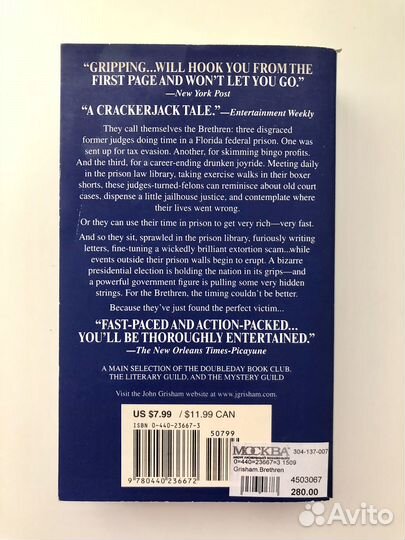 “GRIPPING...WILL HOOK YOU FROM THE
FIRST PAGE AND WON'T LET YOU GO.”
—New York Post
“A CRACKERJACK TALE.”—Entertainment Weekly
They call themselves the Brethren: three disgraced
former judges doing time in a Florida federal prison. One
was sent up for tax evasion. Another, for skimming bingo profits.
And the third, for a career-ending drunken joyride. Meeting daily
in the prison law library, taking exercise walks in their boxer
shorts, these judges-turned-felons can reminisce about old court
cases, dispense a little jailhouse justice, and contemplate where
their lives went wrong.
Or they can use their time in prison to get very rich—very fast.
And so they sit, sprawled in the prison library, furiously writing
letters, fine-tuning a wickedly brilliant extortion scam...while
events outside their prison walls begin to erupt. A bizarre
presidential election is holding the nation in its grips—and
a powerful government figure is pulling some very hidden
strings. For the Brethren, the timing couldn't be better.
Because they've just found the perfect victim...
“FAST-PACED AND ACTION-PACKED...
YOU'LL BE THOROUGHLY ENTERTAINED.”
—The New Orleans Times-Picayune
A MAIN SELECTION OF THE DOUBLEDAY BOOK CLUB,
THE LITERARY GUILD, AND THE MYSTERY GUILD
Visit the John Grisham website at www.jgrisham.com
US $7.99 / $11.99 CAN
ISBN 0-440-23667-3
50799
9 780440 236672
МОСКВА
304-137-007
0=440=23667=3 1509
Grisham.Brethren
4503067
280.00
Avito